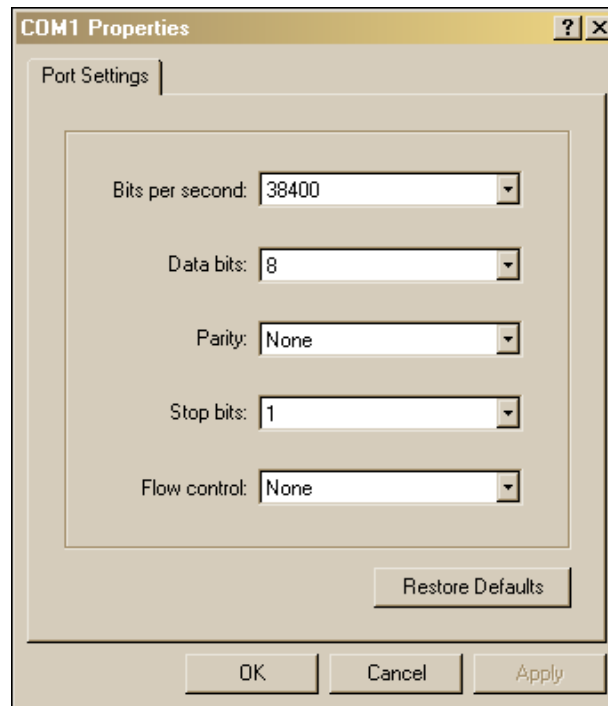 COM1 Properties
Port Settings
Bits per second: 38400
Data bits: 8
Parity: None
Stop bits: 1
Flow control: None
Restore Defaults
OK Cancel Apply